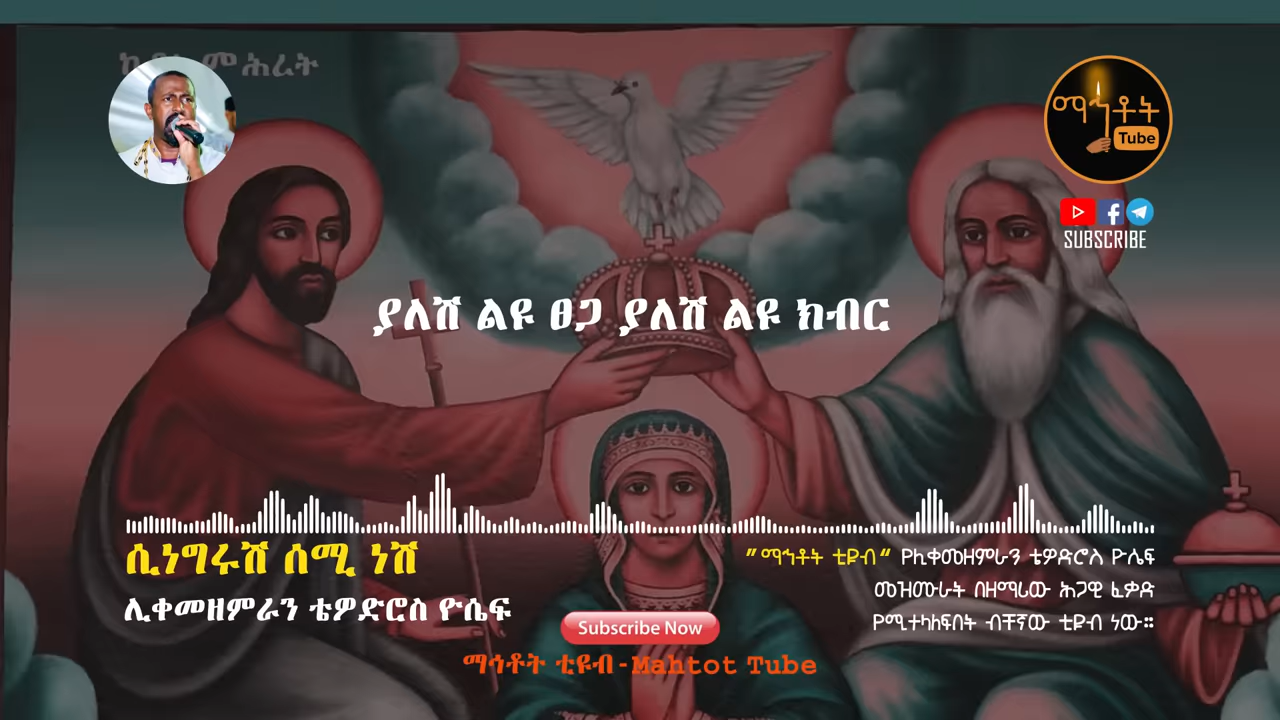 ምሕረት
ማኅቶት
Tube
SUBSCRIBE
ያለሽ ልዩ ፀጋ ያለሽ ልዩ ክብር
ሲነግሩሽ ሰሚ ነሽ
ሊቀመዘምራን ቴዎድሮስ ዮሴፍ
"ማኅቶት ቲዩብ" የሊቀመዘምራን ቴዎድሮስ ዮሴፍ
መዝሙራት በዘማሪው ሕጋዊ ፈቃድ
የሚተላለፍበት ብቸኛው ቲዩብ ነው።
Subscribe Now
ማኅቶት ቲዩብ-Mahtot Tube